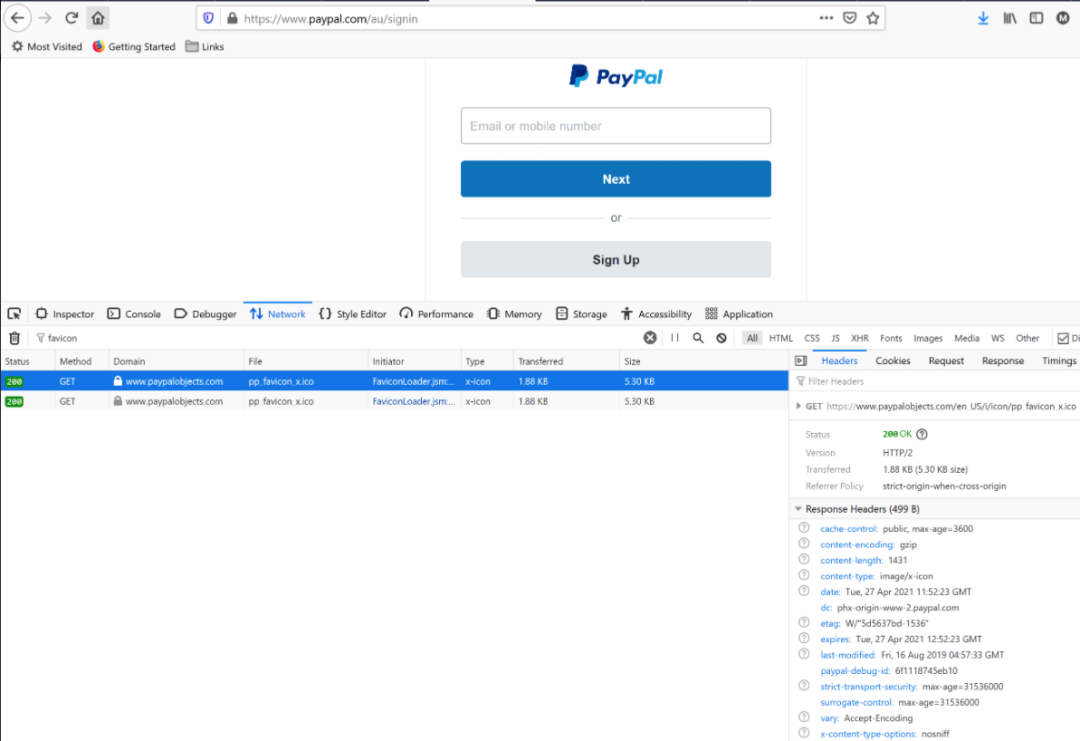 https://www.paypal.com/au/signin
M
Most Visited Getting Started Links
PayPal
Email or mobile number
Next
or
Sign Up
Inspector Console Debugger Network Style Editor Performance Memory Storage Accessibility Application
favicon All HTML CSS JS XHR Fonts Images Media WS Other Di
Status Method Domain File Initiator Type Transferred Size
200 GET www.paypalobjects.com pp_favicon_x.ico FaviconLoader.jsm:... x-icon 1.88 KB 5.30 KB
200 GET www.paypalobjects.com pp_favicon_x.ico FaviconLoader.jsm:... x-icon 1.88 KB 5.30 KB
Headers Cookies Request Response Timings
Filter Headers
GET https://www.paypalobjects.com/en_US/i/icon/pp_favicon_x.ico
Status 200 OK
Version HTTP/2
Transferred 1.88 KB (5.30 KB size)
Referrer Policy strict-origin-when-cross-origin
Response Headers (499 B)
cache-control: public, max-age=3600
content-encoding: gzip
content-length: 1431
content-type: image/x-icon
date: Tue, 27 Apr 2021 11:52:23 GMT
dc: phx-origin-www-2.paypal.com
etag: W/"5d5637bd-1536"
expires: Tue, 27 Apr 2021 12:52:23 GMT
last-modified: Fri, 16 Aug 2019 04:57:33 GMT
paypal-debug-id: 6f1118745eb10
strict-transport-security: max-age=31536000
surrogate-control: max-age=31536000
vary: Accept-Encoding
x-content-type-options: nosniff